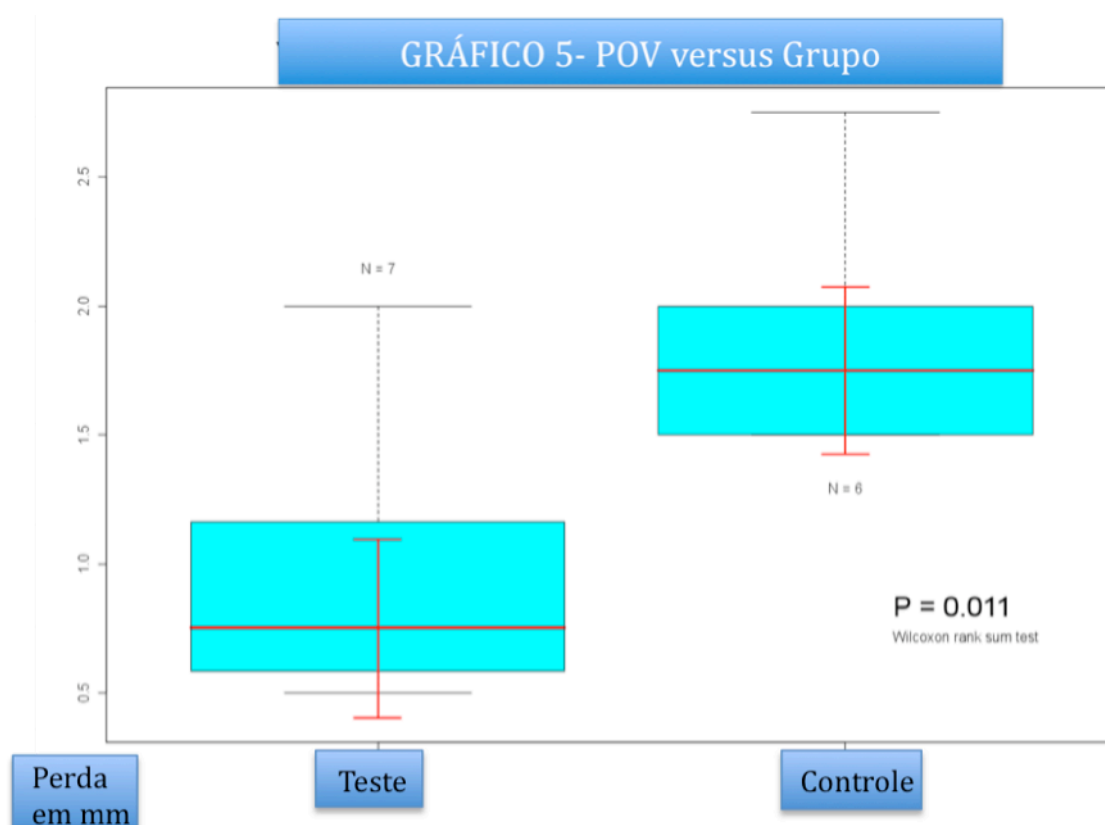 GRÁFICO 5- POV versus Grupo
2.5
2.0
1.5
1.0
0.5
N = 7
N = 6
P = 0.011
Wilcoxon rank sum test
Perda
em mm
Teste
Controle